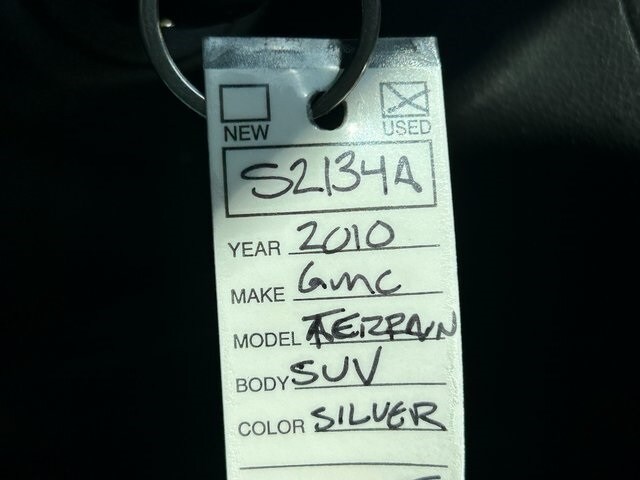 NEW USED
S2134A
YEAR 2010
MAKE GMC
MODEL TERRAIN
BODY SUV
COLOR SILVER